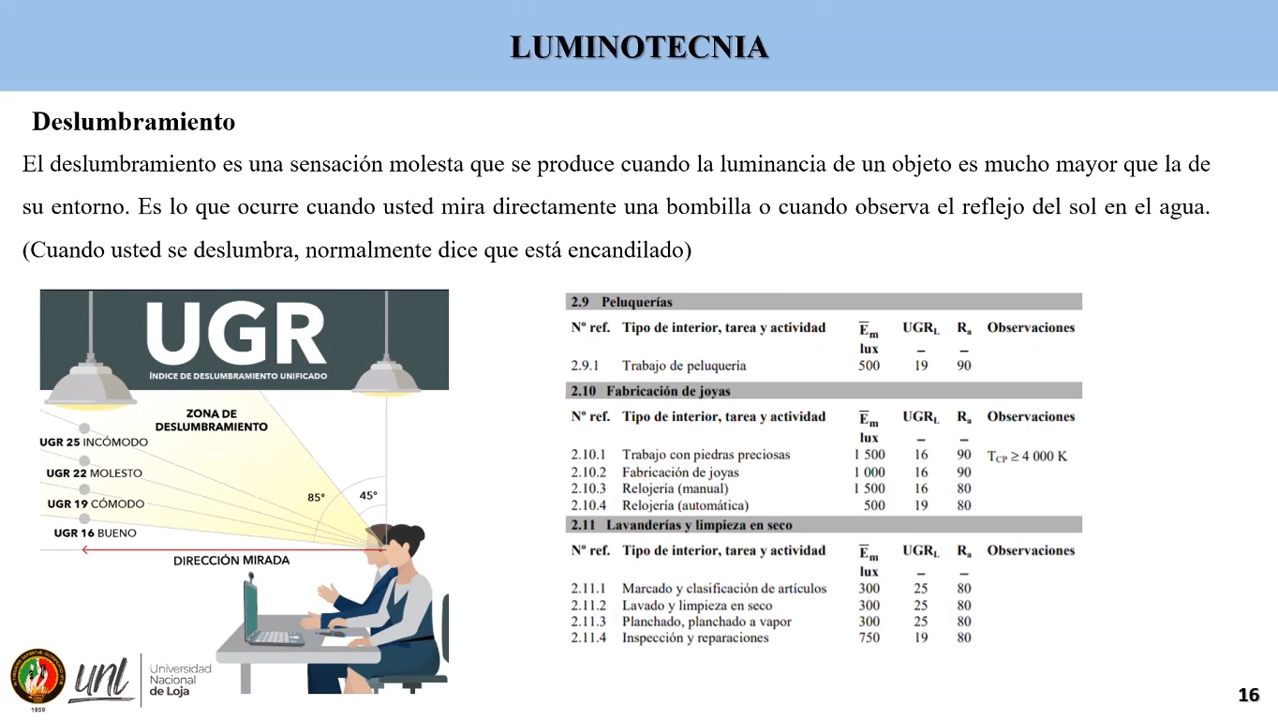 LUMINOTECNIA
Deslumbramiento
El deslumbramiento es una sensación molesta que se produce cuando la luminancia de un objeto es mucho mayor que la de
su entorno. Es lo que ocurre cuando usted mira directamente una bombilla o cuando observa el reflejo del sol en el agua.
(Cuando usted se deslumbra, normalmente dice que está encandilado)
UGR
ÍNDICE DE DESLUMBRAMIENTO UNIFICADO
ZONA DE
DESLUMBRAMIENTO
UGR 25 INCÓMODO
UGR 22 MOLESTO
UGR 19 CÓMODO
UGR 16 BUENO
85° 45°
DIRECCIÓN MIRADA
2.9 Peluquerías
Nº ref. Tipo de interior, tarea y actividad Em UGRL Ra Observaciones
lux – –
2.9.1 Trabajo de peluquería 500 19 90
2.10 Fabricación de joyas
Nº ref. Tipo de interior, tarea y actividad Em UGRL Ra Observaciones
lux – –
2.10.1 Trabajo con piedras preciosas 1 500 16 90 TCP ≥ 4 000 K
2.10.2 Fabricación de joyas 1 000 16 90
2.10.3 Relojería (manual) 1 500 16 80
2.10.4 Relojería (automática) 500 19 80
2.11 Lavanderías y limpieza en seco
Nº ref. Tipo de interior, tarea y actividad Em UGRL Ra Observaciones
lux – –
2.11.1 Marcado y clasificación de artículos 300 25 80
2.11.2 Lavado y limpieza en seco 300 25 80
2.11.3 Planchado, planchado a vapor 300 25 80
2.11.4 Inspección y reparaciones 750 19 80
1859
unl
Universidad
Nacional
de Loja
16